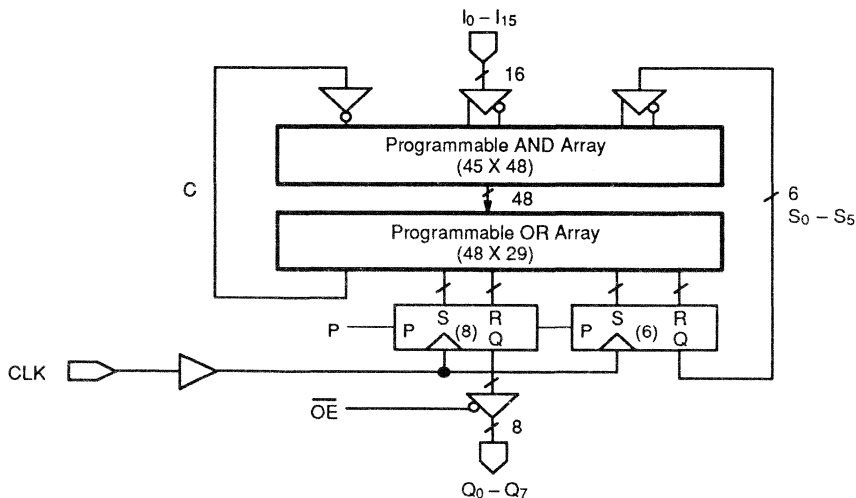 I₀ – I₁₅
16
Programmable AND Array
(45 X 48)
C
6
S₀ – S₅
48
Programmable OR Array
(48 X 29)
S R S R
P P (8) P (6)
Q Q
CLK
OE
8
Q₀ – Q₇